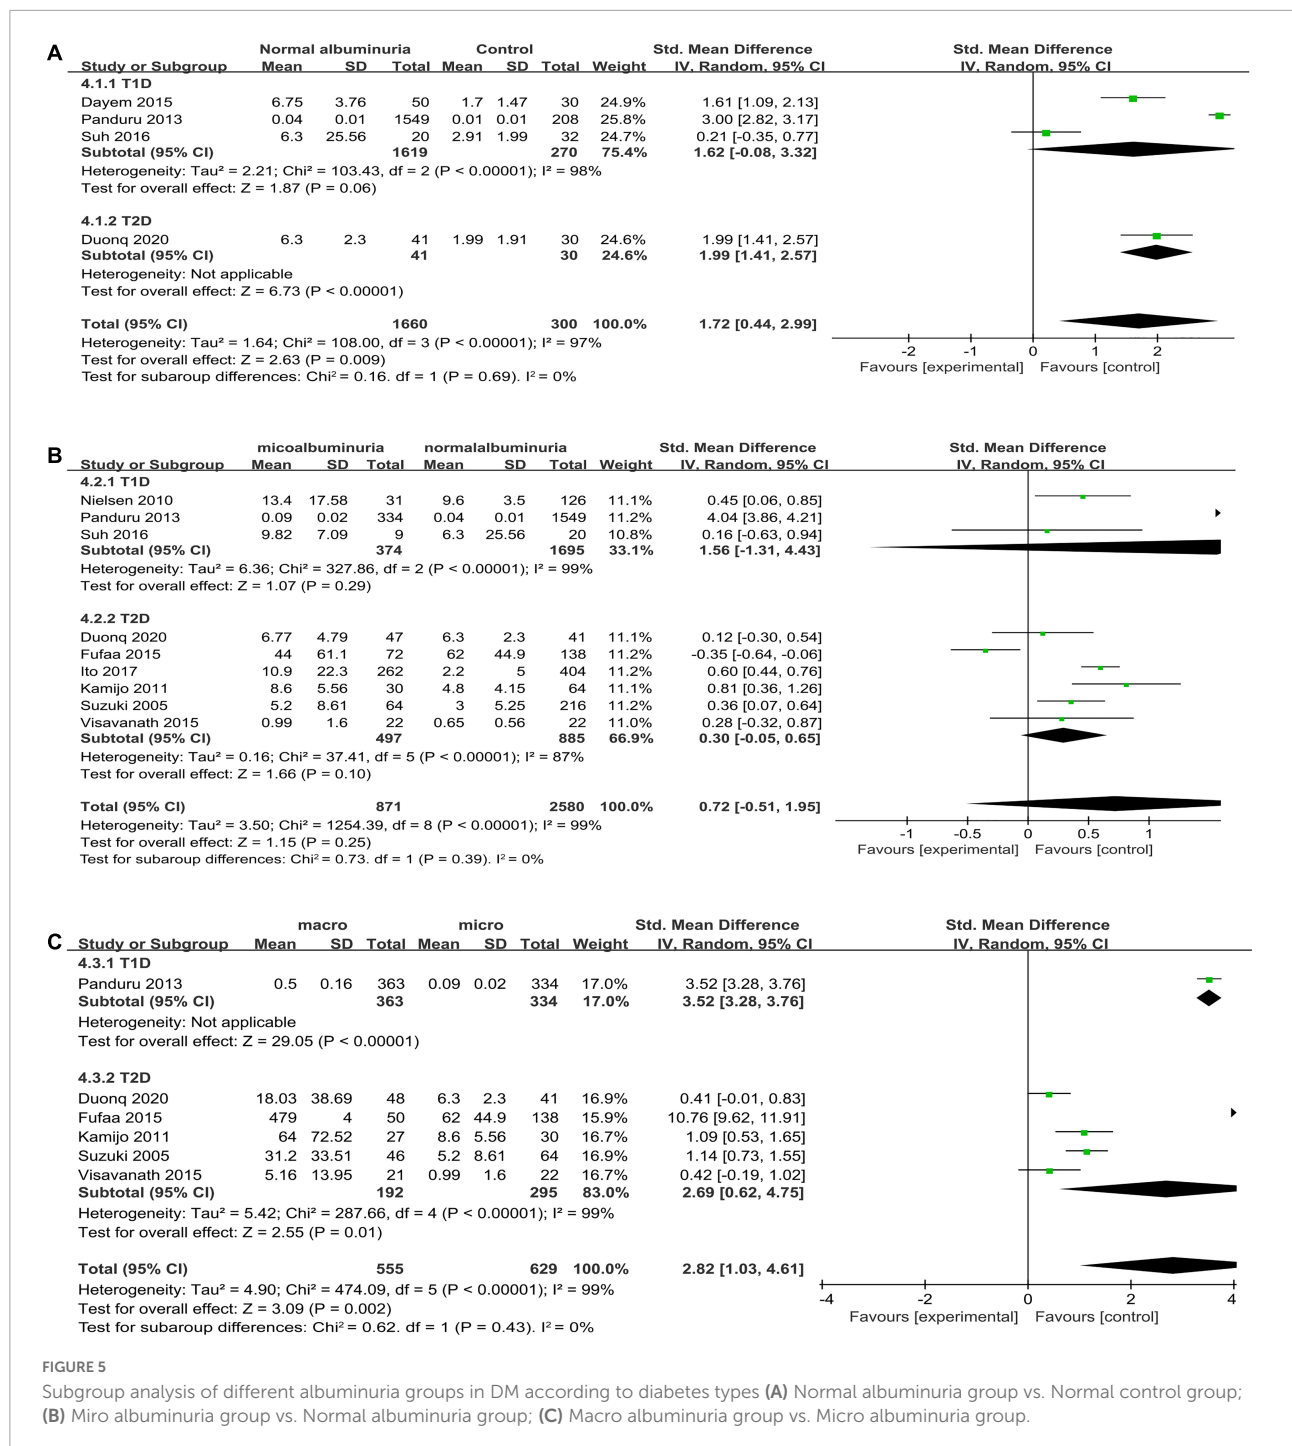 A
Normal albuminuria Control Std. Mean Difference Std. Mean Difference
Study or Subgroup Mean SD Total Mean SD Total Weight IV, Random, 95% CI IV, Random, 95% CI
4.1.1 T1D
Dayem 2015 6.75 3.76 50 1.7 1.47 30 24.9% 1.61 [1.09, 2.13]
Panduru 2013 0.04 0.01 1549 0.01 0.01 208 25.8% 3.00 [2.82, 3.17]
Suh 2016 6.3 25.56 20 2.91 1.99 32 24.7% 0.21 [-0.35, 0.77]
Subtotal (95% CI) 1619 270 75.4% 1.62 [-0.08, 3.32]
Heterogeneity: Tau² = 2.21; Chi² = 103.43, df = 2 (P < 0.00001); I² = 98%
Test for overall effect: Z = 1.87 (P = 0.06)
4.1.2 T2D
Duonq 2020 6.3 2.3 41 1.99 1.91 30 24.6% 1.99 [1.41, 2.57]
Subtotal (95% CI) 41 30 24.6% 1.99 [1.41, 2.57]
Heterogeneity: Not applicable
Test for overall effect: Z = 6.73 (P < 0.00001)
Total (95% CI) 1660 300 100.0% 1.72 [0.44, 2.99]
Heterogeneity: Tau² = 1.64; Chi² = 108.00, df = 3 (P < 0.00001); I² = 97%
Test for overall effect: Z = 2.63 (P = 0.009)
Test for subaroup differences: Chi² = 0.16. df = 1 (P = 0.69). I² = 0%
-2 -1 0 1 2
Favours [experimental] Favours [control]
B
micoalbuminuria normalalbuminuria Std. Mean Difference Std. Mean Difference
Study or Subgroup Mean SD Total Mean SD Total Weight IV, Random, 95% CI IV, Random, 95% CI
4.2.1 T1D
Nielsen 2010 13.4 17.58 31 9.6 3.5 126 11.1% 0.45 [0.06, 0.85]
Panduru 2013 0.09 0.02 334 0.04 0.01 1549 11.2% 4.04 [3.86, 4.21]
Suh 2016 9.82 7.09 9 6.3 25.56 20 10.8% 0.16 [-0.63, 0.94]
Subtotal (95% CI) 374 1695 33.1% 1.56 [-1.31, 4.43]
Heterogeneity: Tau² = 6.36; Chi² = 327.86, df = 2 (P < 0.00001); I² = 99%
Test for overall effect: Z = 1.07 (P = 0.29)
4.2.2 T2D
Duonq 2020 6.77 4.79 47 6.3 2.3 41 11.1% 0.12 [-0.30, 0.54]
Fufaa 2015 44 61.1 72 62 44.9 138 11.2% -0.35 [-0.64, -0.06]
Ito 2017 10.9 22.3 262 2.2 5 404 11.2% 0.60 [0.44, 0.76]
Kamijo 2011 8.6 5.56 30 4.8 4.15 64 11.1% 0.81 [0.36, 1.26]
Suzuki 2005 5.2 8.61 64 3 5.25 216 11.2% 0.36 [0.07, 0.64]
Visavanath 2015 0.99 1.6 22 0.65 0.56 22 11.0% 0.28 [-0.32, 0.87]
Subtotal (95% CI) 497 885 66.9% 0.30 [-0.05, 0.65]
Heterogeneity: Tau² = 0.16; Chi² = 37.41, df = 5 (P < 0.00001); I² = 87%
Test for overall effect: Z = 1.66 (P = 0.10)
Total (95% CI) 871 2580 100.0% 0.72 [-0.51, 1.95]
Heterogeneity: Tau² = 3.50; Chi² = 1254.39, df = 8 (P < 0.00001); I² = 99%
Test for overall effect: Z = 1.15 (P = 0.25)
Test for subaroup differences: Chi² = 0.73. df = 1 (P = 0.39). I² = 0%
-1 -0.5 0 0.5 1
Favours [experimental] Favours [control]
C
macro micro Std. Mean Difference Std. Mean Difference
Study or Subgroup Mean SD Total Mean SD Total Weight IV, Random, 95% CI IV, Random, 95% CI
4.3.1 T1D
Panduru 2013 0.5 0.16 363 0.09 0.02 334 17.0% 3.52 [3.28, 3.76]
Subtotal (95% CI) 363 334 17.0% 3.52 [3.28, 3.76]
Heterogeneity: Not applicable
Test for overall effect: Z = 29.05 (P < 0.00001)
4.3.2 T2D
Duonq 2020 18.03 38.69 48 6.3 2.3 41 16.9% 0.41 [-0.01, 0.83]
Fufaa 2015 479 4 50 62 44.9 138 15.9% 10.76 [9.62, 11.91]
Kamijo 2011 64 72.52 27 8.6 5.56 30 16.7% 1.09 [0.53, 1.65]
Suzuki 2005 31.2 33.51 46 5.2 8.61 64 16.9% 1.14 [0.73, 1.55]
Visavanath 2015 5.16 13.95 21 0.99 1.6 22 16.7% 0.42 [-0.19, 1.02]
Subtotal (95% CI) 192 295 83.0% 2.69 [0.62, 4.75]
Heterogeneity: Tau² = 5.42; Chi² = 287.66, df = 4 (P < 0.00001); I² = 99%
Test for overall effect: Z = 2.55 (P = 0.01)
Total (95% CI) 555 629 100.0% 2.82 [1.03, 4.61]
Heterogeneity: Tau² = 4.90; Chi² = 474.09, df = 5 (P < 0.00001); I² = 99%
Test for overall effect: Z = 3.09 (P = 0.002)
Test for subaroup differences: Chi² = 0.62. df = 1 (P = 0.43). I² = 0%
-4 -2 0 2 4
Favours [experimental] Favours [control]
FIGURE 5
Subgroup analysis of different albuminuria groups in DM according to diabetes types (A) Normal albuminuria group vs. Normal control group;
(B) Miro albuminuria group vs. Normal albuminuria group; (C) Macro albuminuria group vs. Micro albuminuria group.